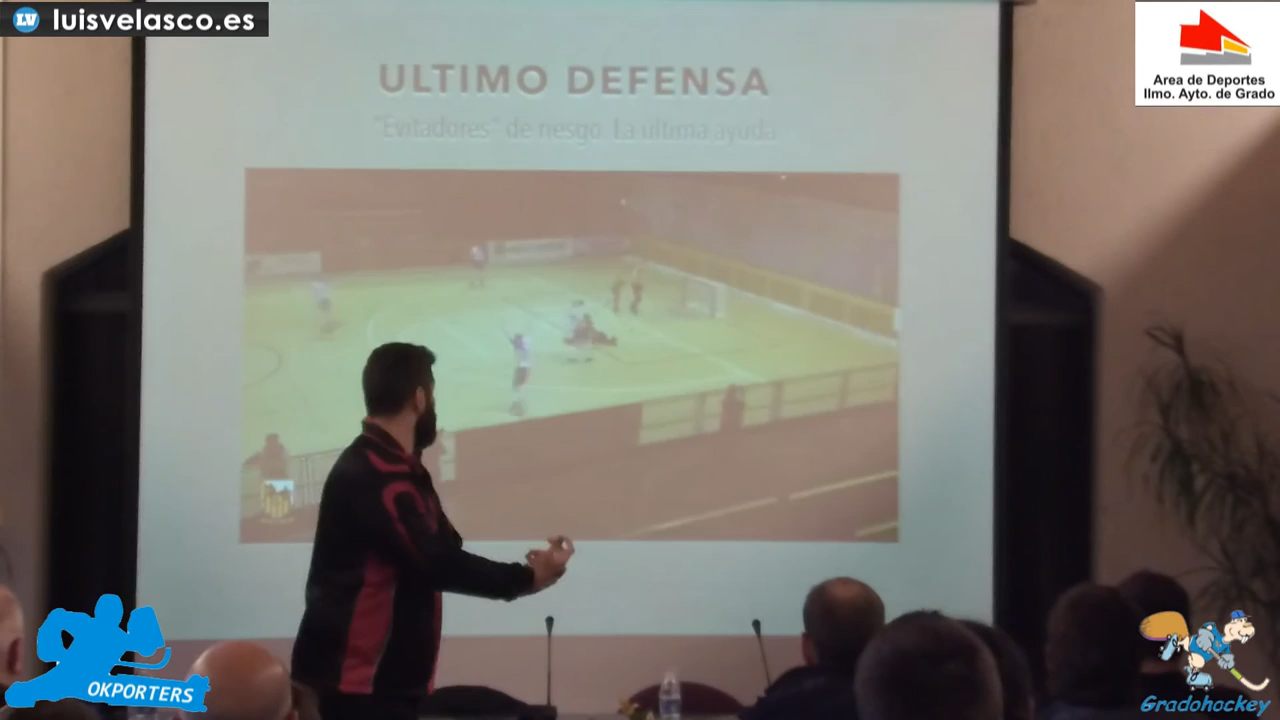 LV luisvelasco.es
Area de Deportes
Ilmo. Ayto. de Grado
ULTIMO DEFENSA
"Evitadores" de riesgo. La ultima ayuda
OKPORTERS
Gradohockey